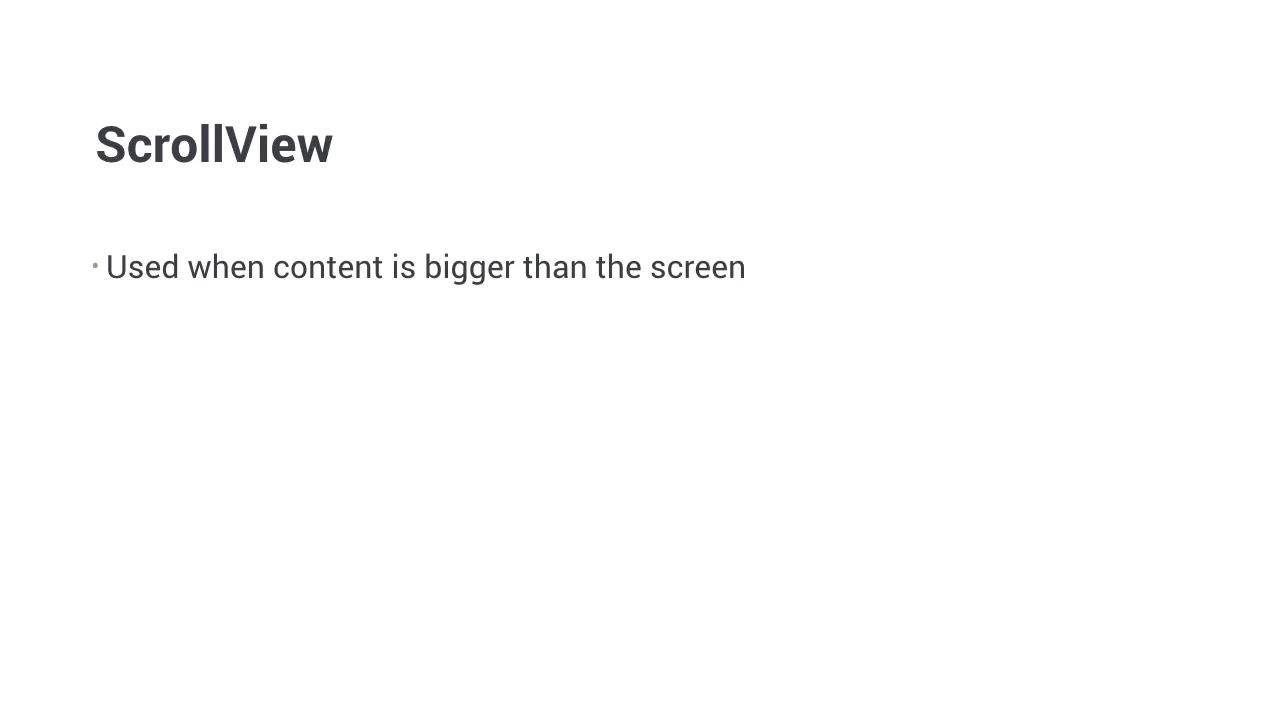 ScrollView
• Used when content is bigger than the screen